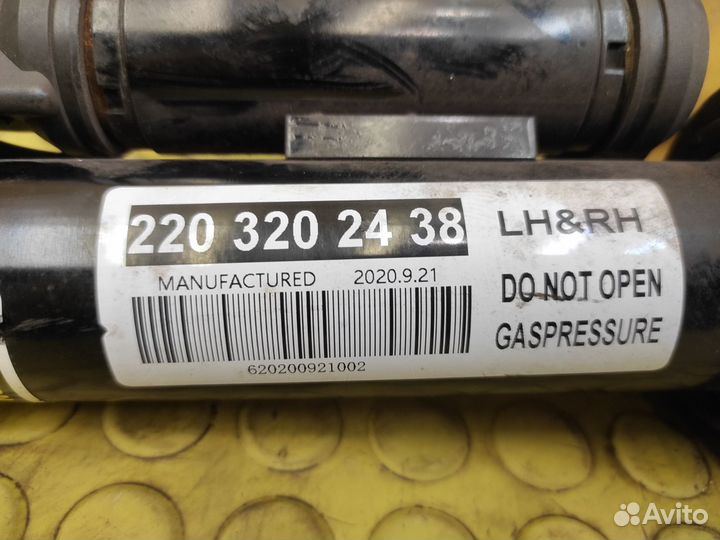 220 320 24 38
LH&RH
MANUFACTURED 2020.9.21
620200921002
DO NOT OPEN
GASPRESSURE
Avito